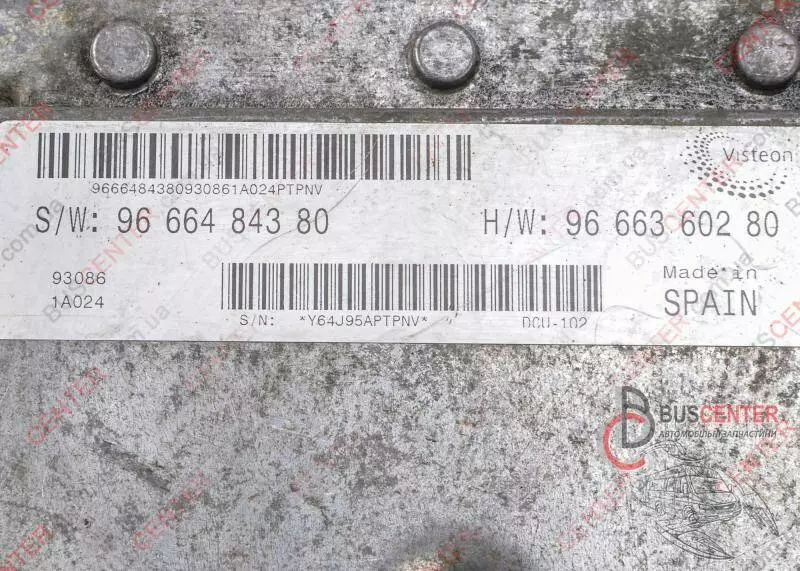 Visteon
9666484380930861A024PTPNV
S/W: 96 664 843 80
H/W: 96 663 602 80
93086
1A024
Made in
SPAIN
S/N: *Y64J95APTPNV*
DCU-102
BUSCENTER
АВТОМОБІЛЬНІ ЗАПЧАСТИНИ